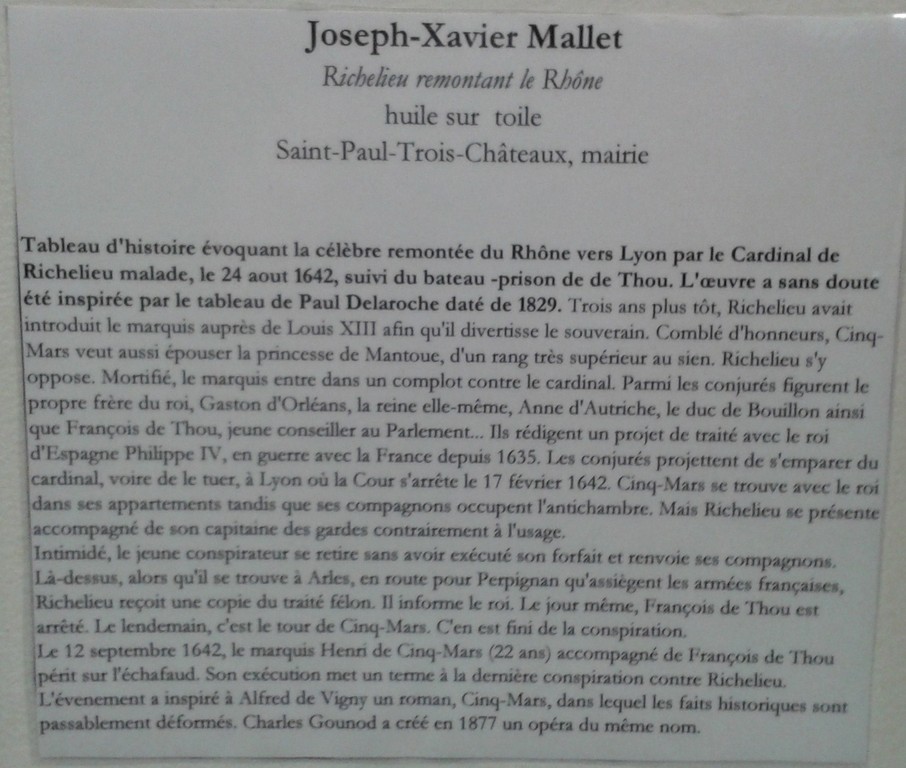 Joseph-Xavier Mallet
Richelieu remontant le Rhône
huile sur toile
Saint-Paul-Trois-Châteaux, mairie
Tableau d'histoire évoquant la célèbre remontée du Rhône vers Lyon par le Cardinal de
Richelieu malade, le 24 aout 1642, suivi du bateau -prison de de Thou. L'œuvre a sans doute
été inspirée par le tableau de Paul Delaroche daté de 1829. Trois ans plus tôt, Richelieu avait
introduit le marquis auprès de Louis XIII afin qu'il divertisse le souverain. Comblé d'honneurs, Cinq-
Mars veut aussi épouser la princesse de Mantoue, d'un rang très supérieur au sien. Richelieu s'y
oppose. Mortifié, le marquis entre dans un complot contre le cardinal. Parmi les conjurés figurent le
propre frère du roi, Gaston d'Orléans, la reine elle-même, Anne d'Autriche, le duc de Bouillon ainsi
que François de Thou, jeune conseiller au Parlement... Ils rédigent un projet de traité avec le roi
d'Espagne Philippe IV, en guerre avec la France depuis 1635. Les conjurés projettent de s'emparer du
cardinal, voire de le tuer, à Lyon où la Cour s'arrête le 17 février 1642. Cinq-Mars se trouve avec le roi
dans ses appartements tandis que ses compagnons occupent l'antichambre. Mais Richelieu se présente
accompagné de son capitaine des gardes contrairement à l'usage.
Intimidé, le jeune conspirateur se retire sans avoir exécuté son forfait et renvoie ses compagnons.
Là-dessus, alors qu'il se trouve à Arles, en route pour Perpignan qu'assiègent les armées françaises,
Richelieu reçoit une copie du traité félon. Il informe le roi. Le jour même, François de Thou est
arrêté. Le lendemain, c'est le tour de Cinq-Mars. C'en est fini de la conspiration.
Le 12 septembre 1642, le marquis Henri de Cinq-Mars (22 ans) accompagné de François de Thou
périt sur l'échafaud. Son exécution met un terme à la dernière conspiration contre Richelieu.
L'évenement a inspiré à Alfred de Vigny un roman, Cinq-Mars, dans lequel les faits historiques sont
passablement déformés. Charles Gounod a créé en 1877 un opéra du même nom.